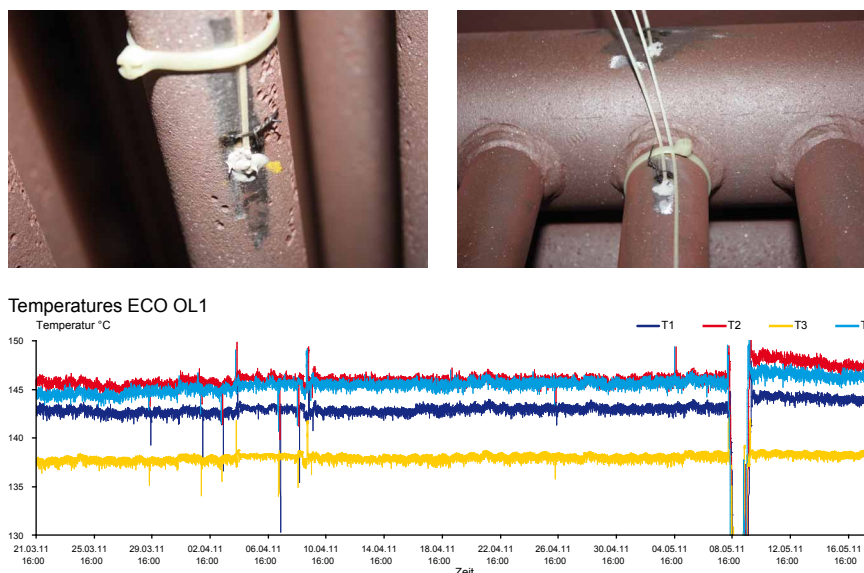 Temperatures ECO OL1
Temperatur °C
T1 T2 T3 T
150
145
140
135
130
21.03.11 25.03.11 29.03.11 02.04.11 06.04.11 10.04.11 14.04.11 18.04.11 22.04.11 26.04.11 30.04.11 04.05.11 08.05.11 12.05.11 16.05.11
16:00 16:00 16:00 16:00 16:00 16:00 16:00 16:00 16:00 16:00 16:00 16:00 16:00 16:00 16:00
Zeit